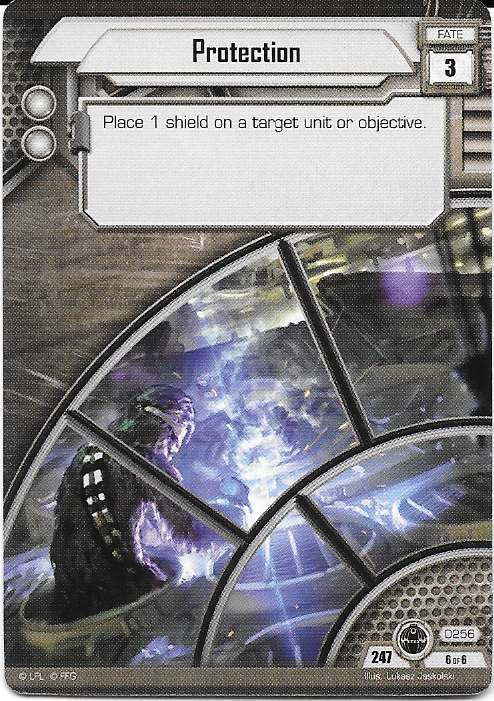 Protection
FATE
3
Place 1 shield on a target unit or objective.
0256
247
6 OF 6
© LFL © FFG
Illus. Lukasz Jaskolski